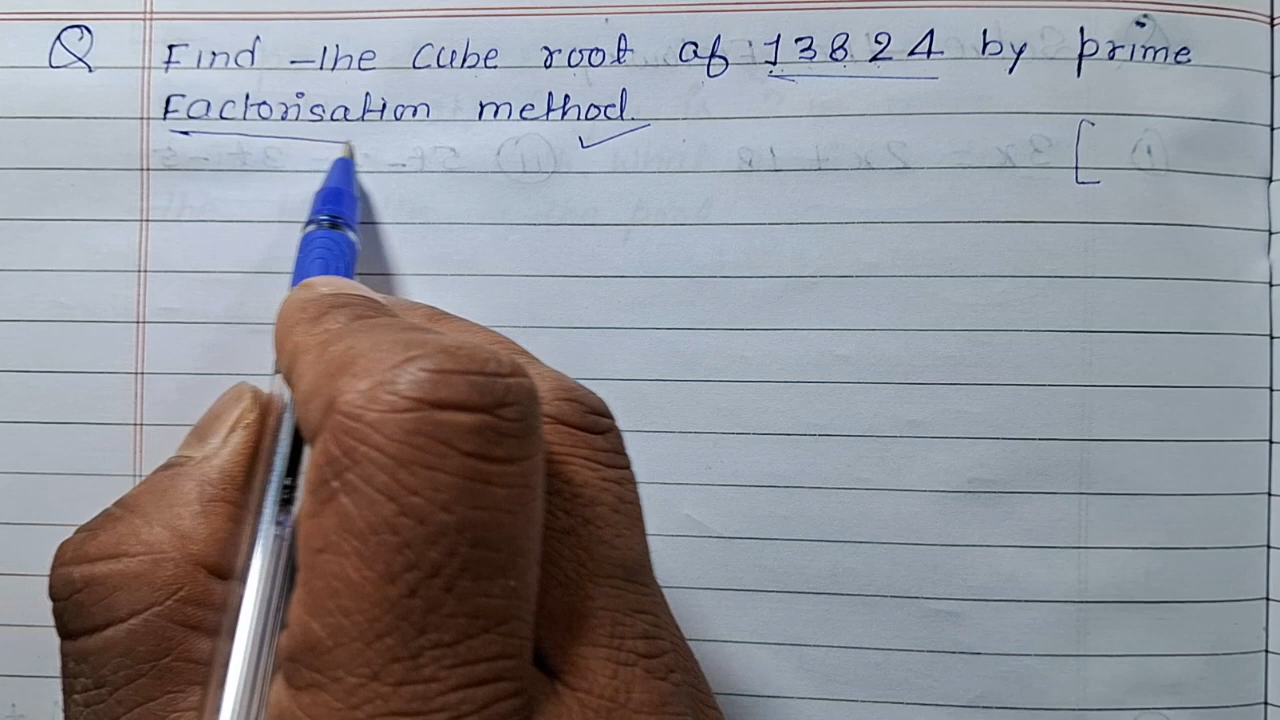 Q Find the cube root of 13824 by prime
Factorisation method.